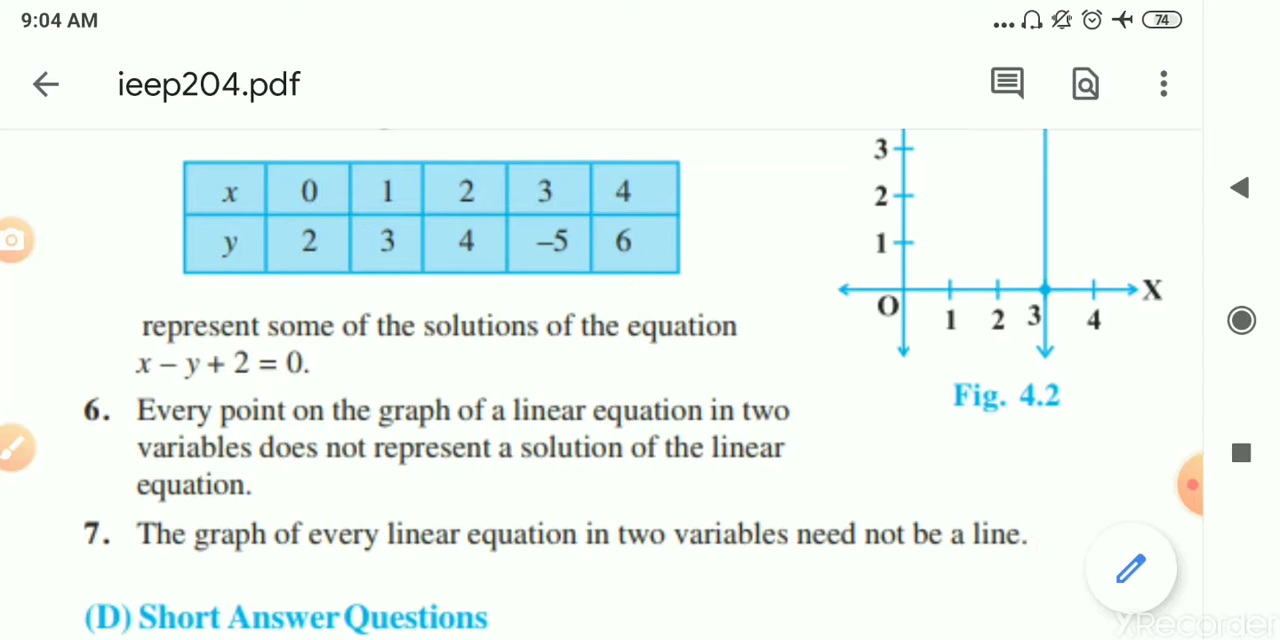 9:04 AM
74
ieep204.pdf
x 0 1 2 3 4
y 2 3 4 –5 6
represent some of the solutions of the equation
x – y + 2 = 0.
3
2
1
O
1 2 3 4
X
Fig. 4.2
6. Every point on the graph of a linear equation in two
variables does not represent a solution of the linear
equation.
7. The graph of every linear equation in two variables need not be a line.
(D) Short Answer Questions
XRecorder